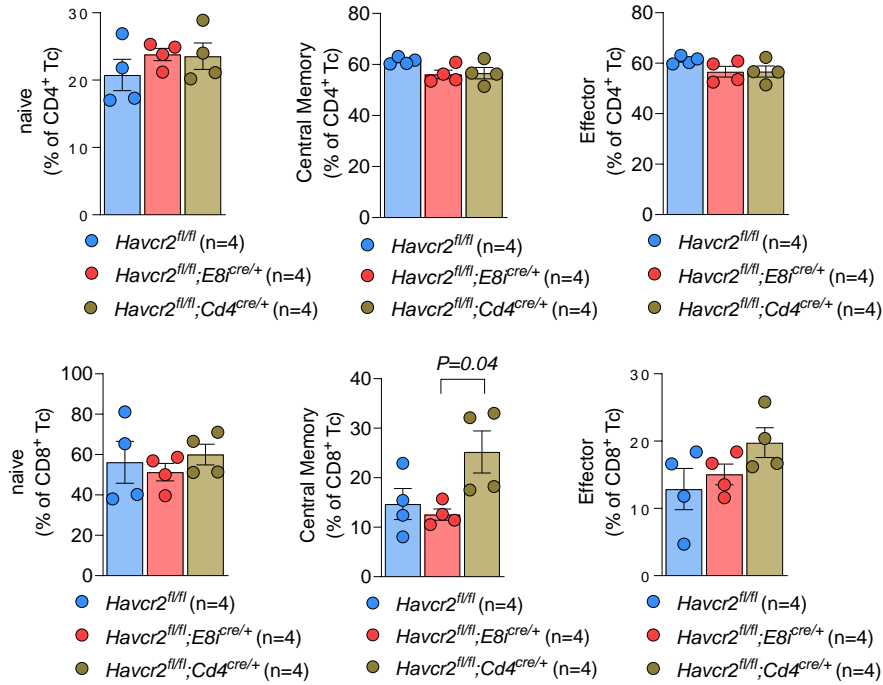 naive
(% of CD4⁺ Tc)
30
20
10
0
Havcr2ᶠˡ/ᶠˡ (n=4)
Havcr2ᶠˡ/ᶠˡ;E8iᶜʳᵉ/⁺ (n=4)
Havcr2ᶠˡ/ᶠˡ;Cd4ᶜʳᵉ/⁺ (n=4)
Central Memory
(% of CD4⁺ Tc)
80
60
40
20
0
Havcr2ᶠˡ/ᶠˡ (n=4)
Havcr2ᶠˡ/ᶠˡ;E8iᶜʳᵉ/⁺ (n=4)
Havcr2ᶠˡ/ᶠˡ;Cd4ᶜʳᵉ/⁺ (n=4)
Effector
(% of CD4⁺ Tc)
80
60
40
20
0
Havcr2ᶠˡ/ᶠˡ (n=4)
Havcr2ᶠˡ/ᶠˡ;E8iᶜʳᵉ/⁺ (n=4)
Havcr2ᶠˡ/ᶠˡ;Cd4ᶜʳᵉ/⁺ (n=4)
naive
(% of CD8⁺ Tc)
100
80
60
40
20
0
Havcr2ᶠˡ/ᶠˡ (n=4)
Havcr2ᶠˡ/ᶠˡ;E8iᶜʳᵉ/⁺ (n=4)
Havcr2ᶠˡ/ᶠˡ;Cd4ᶜʳᵉ/⁺ (n=4)
Central Memory
(% of CD8⁺ Tc)
P=0.04
40
30
20
10
0
Havcr2ᶠˡ/ᶠˡ (n=4)
Havcr2ᶠˡ/ᶠˡ;E8iᶜʳᵉ/⁺ (n=4)
Havcr2ᶠˡ/ᶠˡ;Cd4ᶜʳᵉ/⁺ (n=4)
Effector
(% of CD8⁺ Tc)
30
20
10
0
Havcr2ᶠˡ/ᶠˡ (n=4)
Havcr2ᶠˡ/ᶠˡ;E8iᶜʳᵉ/⁺ (n=4)
Havcr2ᶠˡ/ᶠˡ;Cd4ᶜʳᵉ/⁺ (n=4)